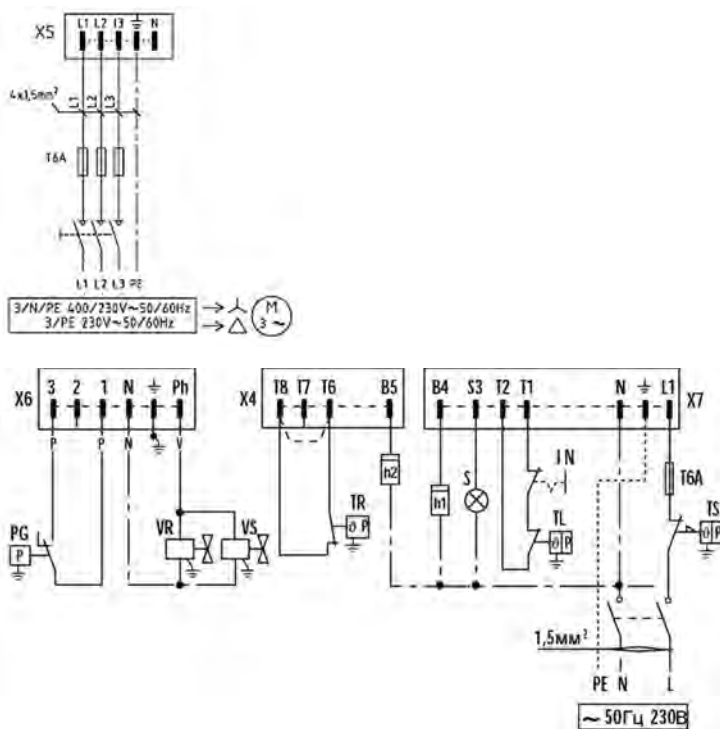 X5
L1 L2 l3 N
4x1,5mm²
L1 L2 L3
T6A
L1 L2 L3 PE
3/N/PE 400/230V~50/60Hz
3/PE 230V~50/60Hz
M
3 ~
X6
3 2 1 N Ph
P P N V
PG
P
VR VS
X4
T8 T7 T6 B5
h2
TR
ϑ P
X7
B4 S3 T2 T1 N L1
h1
S
IN
TL
ϑ P
T6A
TS
ϑ P
1,5мм²
PE N L
~ 50Гц 230В